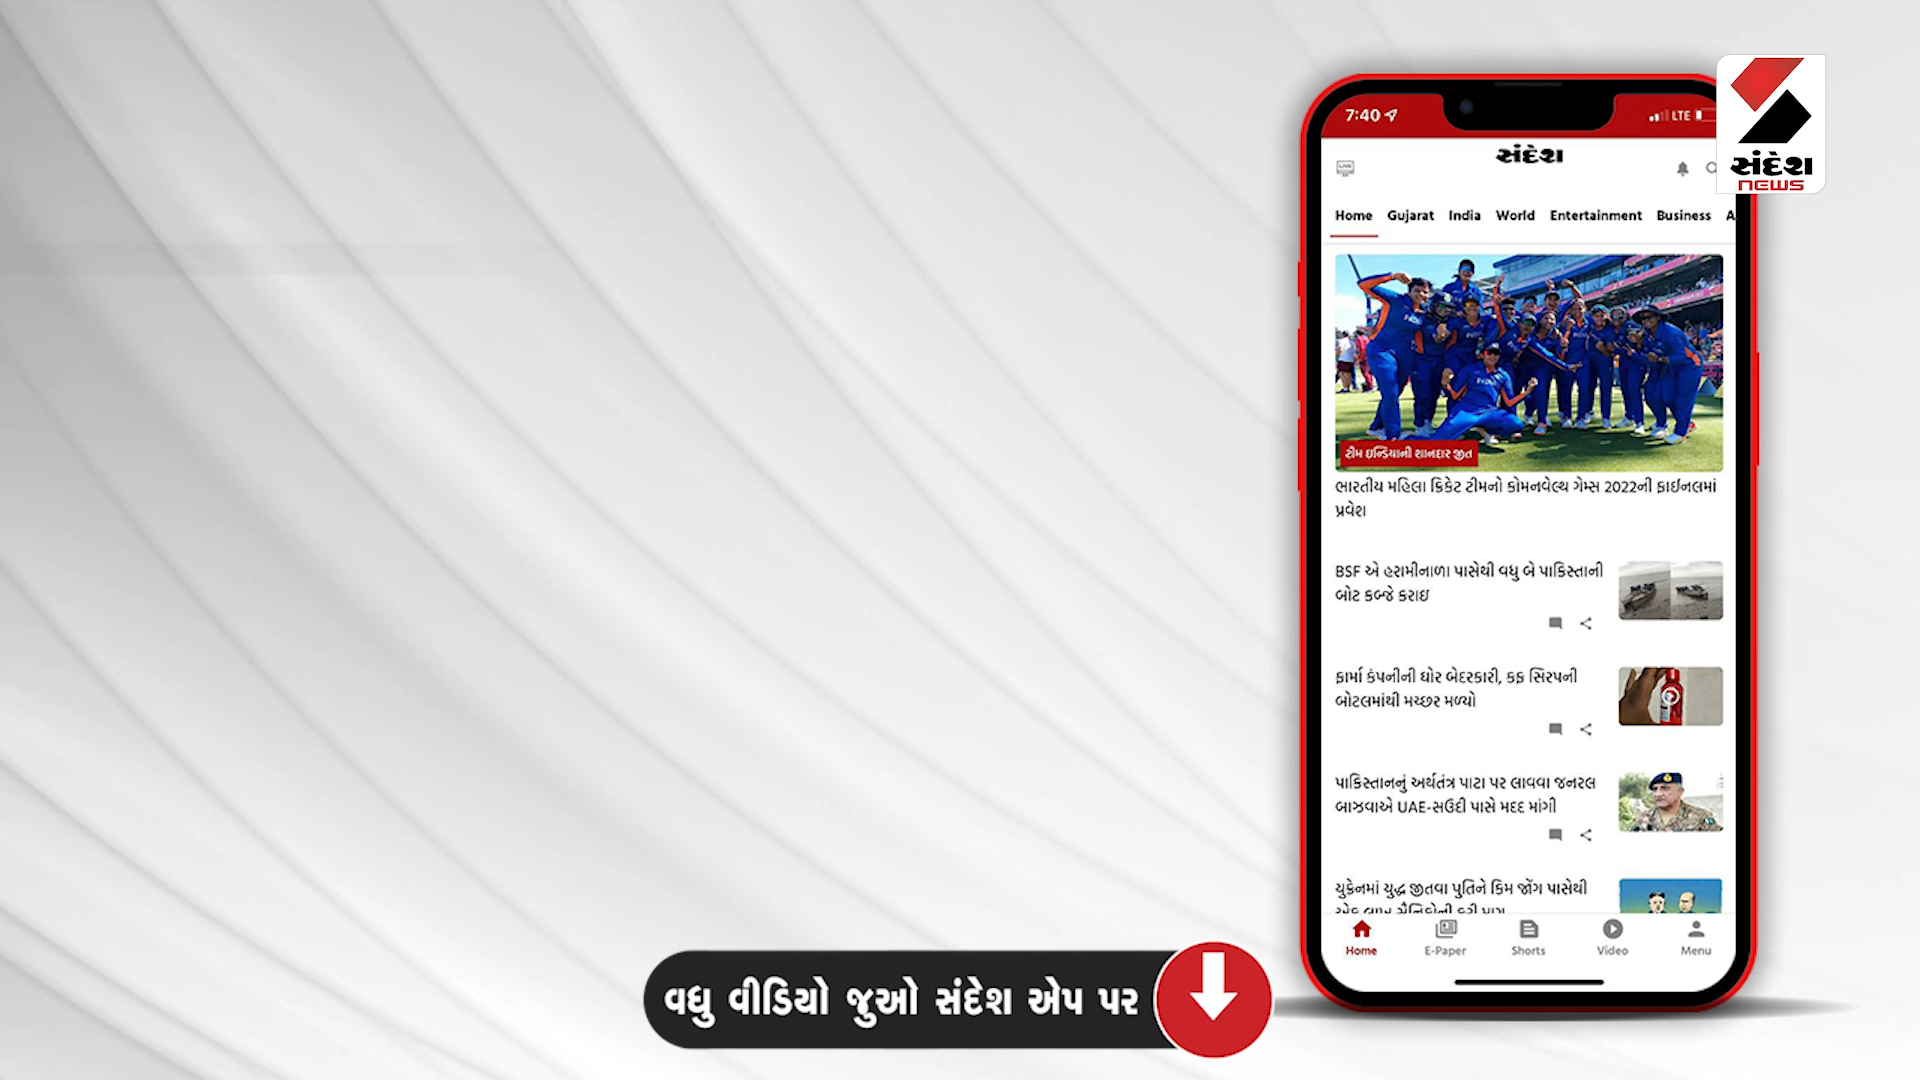 7:40
LTE
સંદેશ
સંદેશ
NEWS
Home Gujarat India World Entertainment Business A
ટીમ ઇન્ડિયાની શાનદાર જીત
ભારતીય મહિલા ક્રિકેટ ટીમનો કોમનવેલ્થ ગેમ્સ 2022ની ફાઈનલમાં
પ્રવેશ
BSF એ હરામીનાળા પાસેથી વધુ બે પાકિસ્તાની
બોટ કબ્જે કરાઇ
ફાર્મા કંપનીની ઘોર બેદરકારી, કફ સિરપની
બોટલમાંથી મચ્છર મળ્યો
પાકિસ્તાનનું અર્થતંત્ર પાટા પર લાવવા જનરલ
બાઝવાએ UAE-સઉદી પાસે મદદ માંગી
યુક્રેનમાં યુદ્ધ જીતવા પુતિને કિમ જોંગ પાસેથી
Home E-Paper Shorts Video Menu
વધુ વીડિયો જુઓ સંદેશ એપ પર